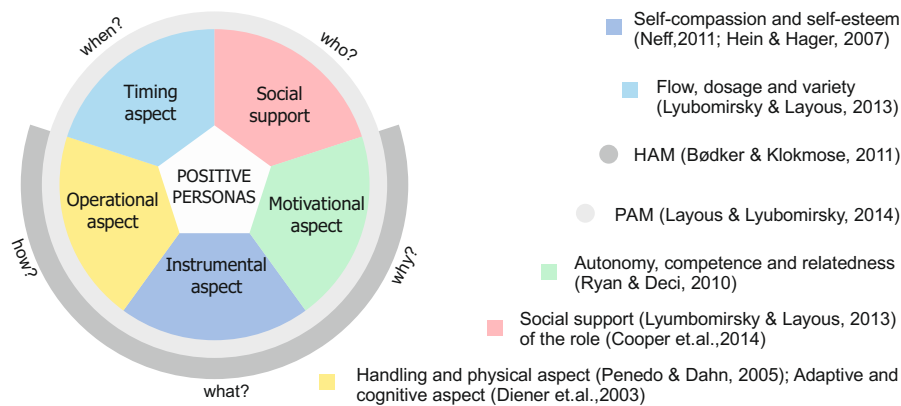 when?
who?
Timing
aspect
Social
support
POSITIVE
PERSONAS
Operational
aspect
Motivational
aspect
Instrumental
aspect
how?
why?
what?
Self-compassion and self-esteem
(Neff,2011; Hein & Hager, 2007)
Flow, dosage and variety
(Lyubomirsky & Layous, 2013)
HAM (Bødker & Klokmose, 2011)
PAM (Layous & Lyubomirsky, 2014)
Autonomy, competence and relatedness
(Ryan & Deci, 2010)
Social support (Lyumbomirsky & Layous, 2013)
of the role (Cooper et.al.,2014)
Handling and physical aspect (Penedo & Dahn, 2005); Adaptive and
cognitive aspect (Diener et.al.,2003)